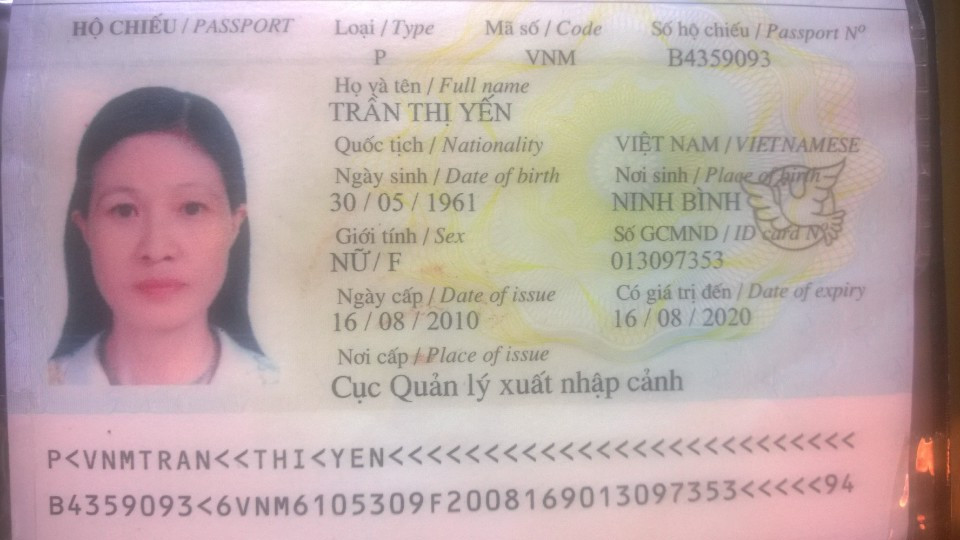 HỘ CHIẾU / PASSPORT Loại / Type Mã số / Code Số hộ chiếu / Passport Nº
P VNM B4359093
Họ và tên / Full name
TRẦN THỊ YẾN
Quốc tịch / Nationality VIỆT NAM / VIETNAMESE
Ngày sinh / Date of birth Nơi sinh / Place of birth
30 / 05 / 1961 NINH BÌNH
Giới tính / Sex Số GCMND / ID card Nº
NỮ / F 013097353
Ngày cấp / Date of issue Có giá trị đến / Date of expiry
16 / 08 / 2010 16 / 08 / 2020
Nơi cấp / Place of issue
Cục Quản lý xuất nhập cảnh
P<VNMTRAN<<THI<YEN<<<<<<<<<<<<<<<<<<<<<<<<<<
B4359093<6VNM6105309F2008169013097353<<<<<94